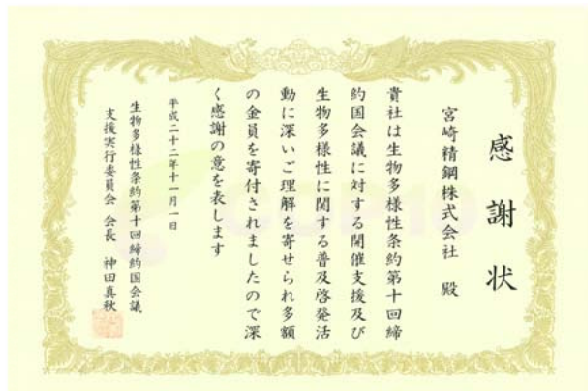 感謝状
宮崎精鋼株式会社 殿
貴社は生物多様性条約第十回締
約国会議に対する開催支援及び
生物多様性に関する普及啓発活
動に深いご理解を寄せられ多額
の金員を寄付されましたので深
く感謝の意を表します
平成二十二年十一月一日
生物多様性条約第十回締約国会議
支援実行委員会 会長 神田真秋
COP10